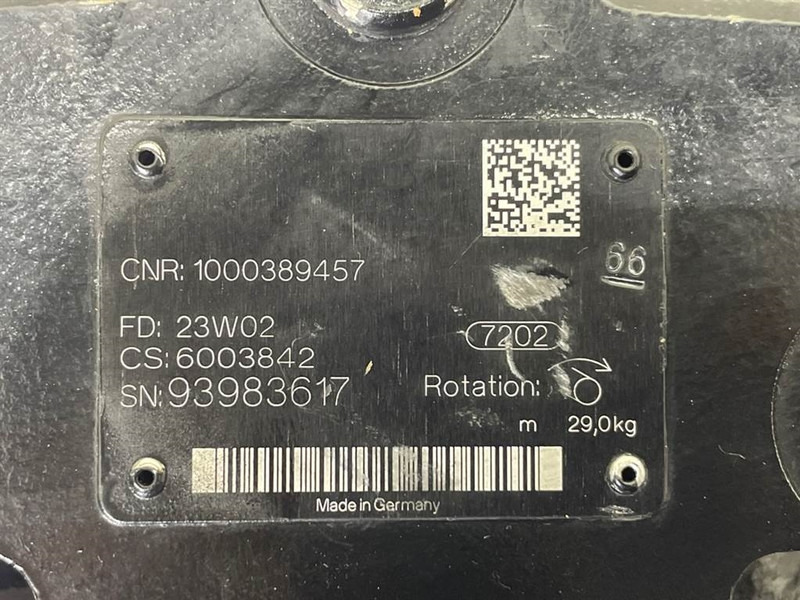 CNR: 1000389457
66
FD: 23W02
7202
CS: 6003842
SN: 93983617
Rotation:
m 29,0kg
Made in Germany